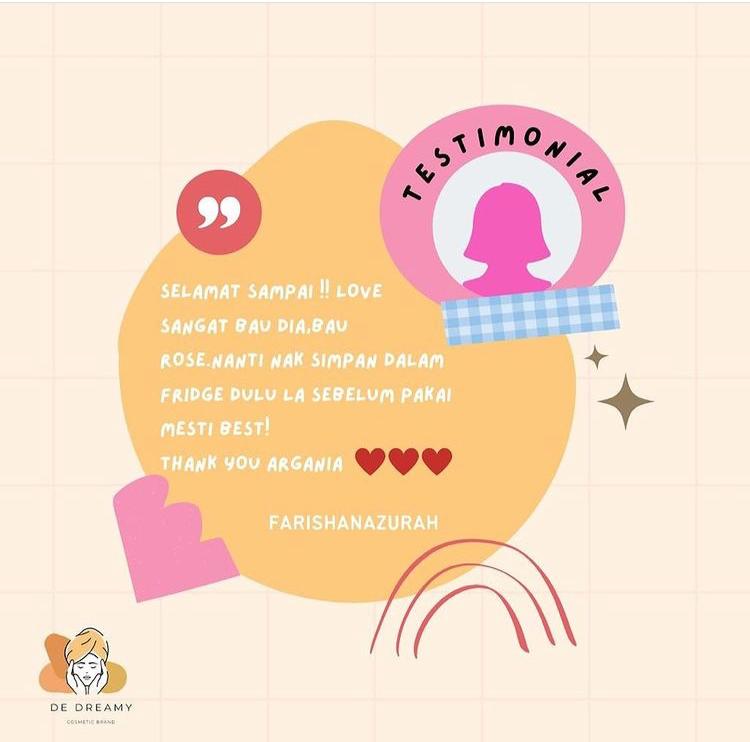 TESTIMONIAL
SELAMAT SAMPAI !! LOVE
SANGAT BAU DIA,BAU
ROSE.NANTI NAK SIMPAN DALAM
FRIDGE DULU LA SEBELUM PAKAI
MESTI BEST!
THANK YOU ARGANIA ❤❤❤
FARISHANAZURAH
DE DREAMY
COSMETIC BRAND